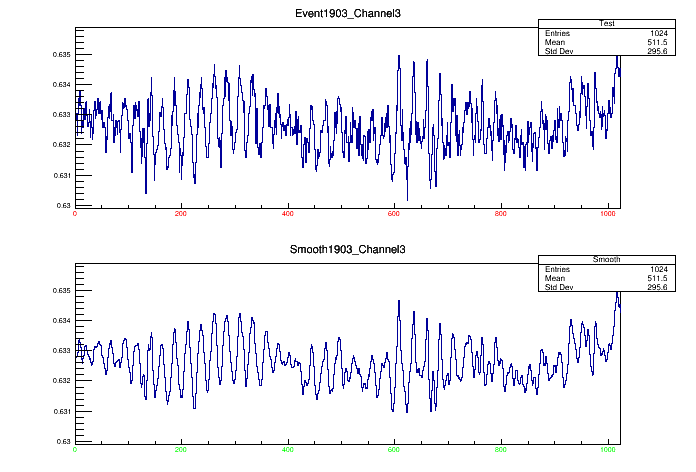 Event1903_Channel3
Test
Entries 1024
Mean 511.5
Std Dev 295.6
0.635
0.634
0.633
0.632
0.631
0.63
0 200 400 600 800 1000
Smooth1903_Channel3
Smooth
Entries 1024
Mean 511.5
Std Dev 295.6
0.635
0.634
0.633
0.632
0.631
0.63
0 200 400 600 800 1000